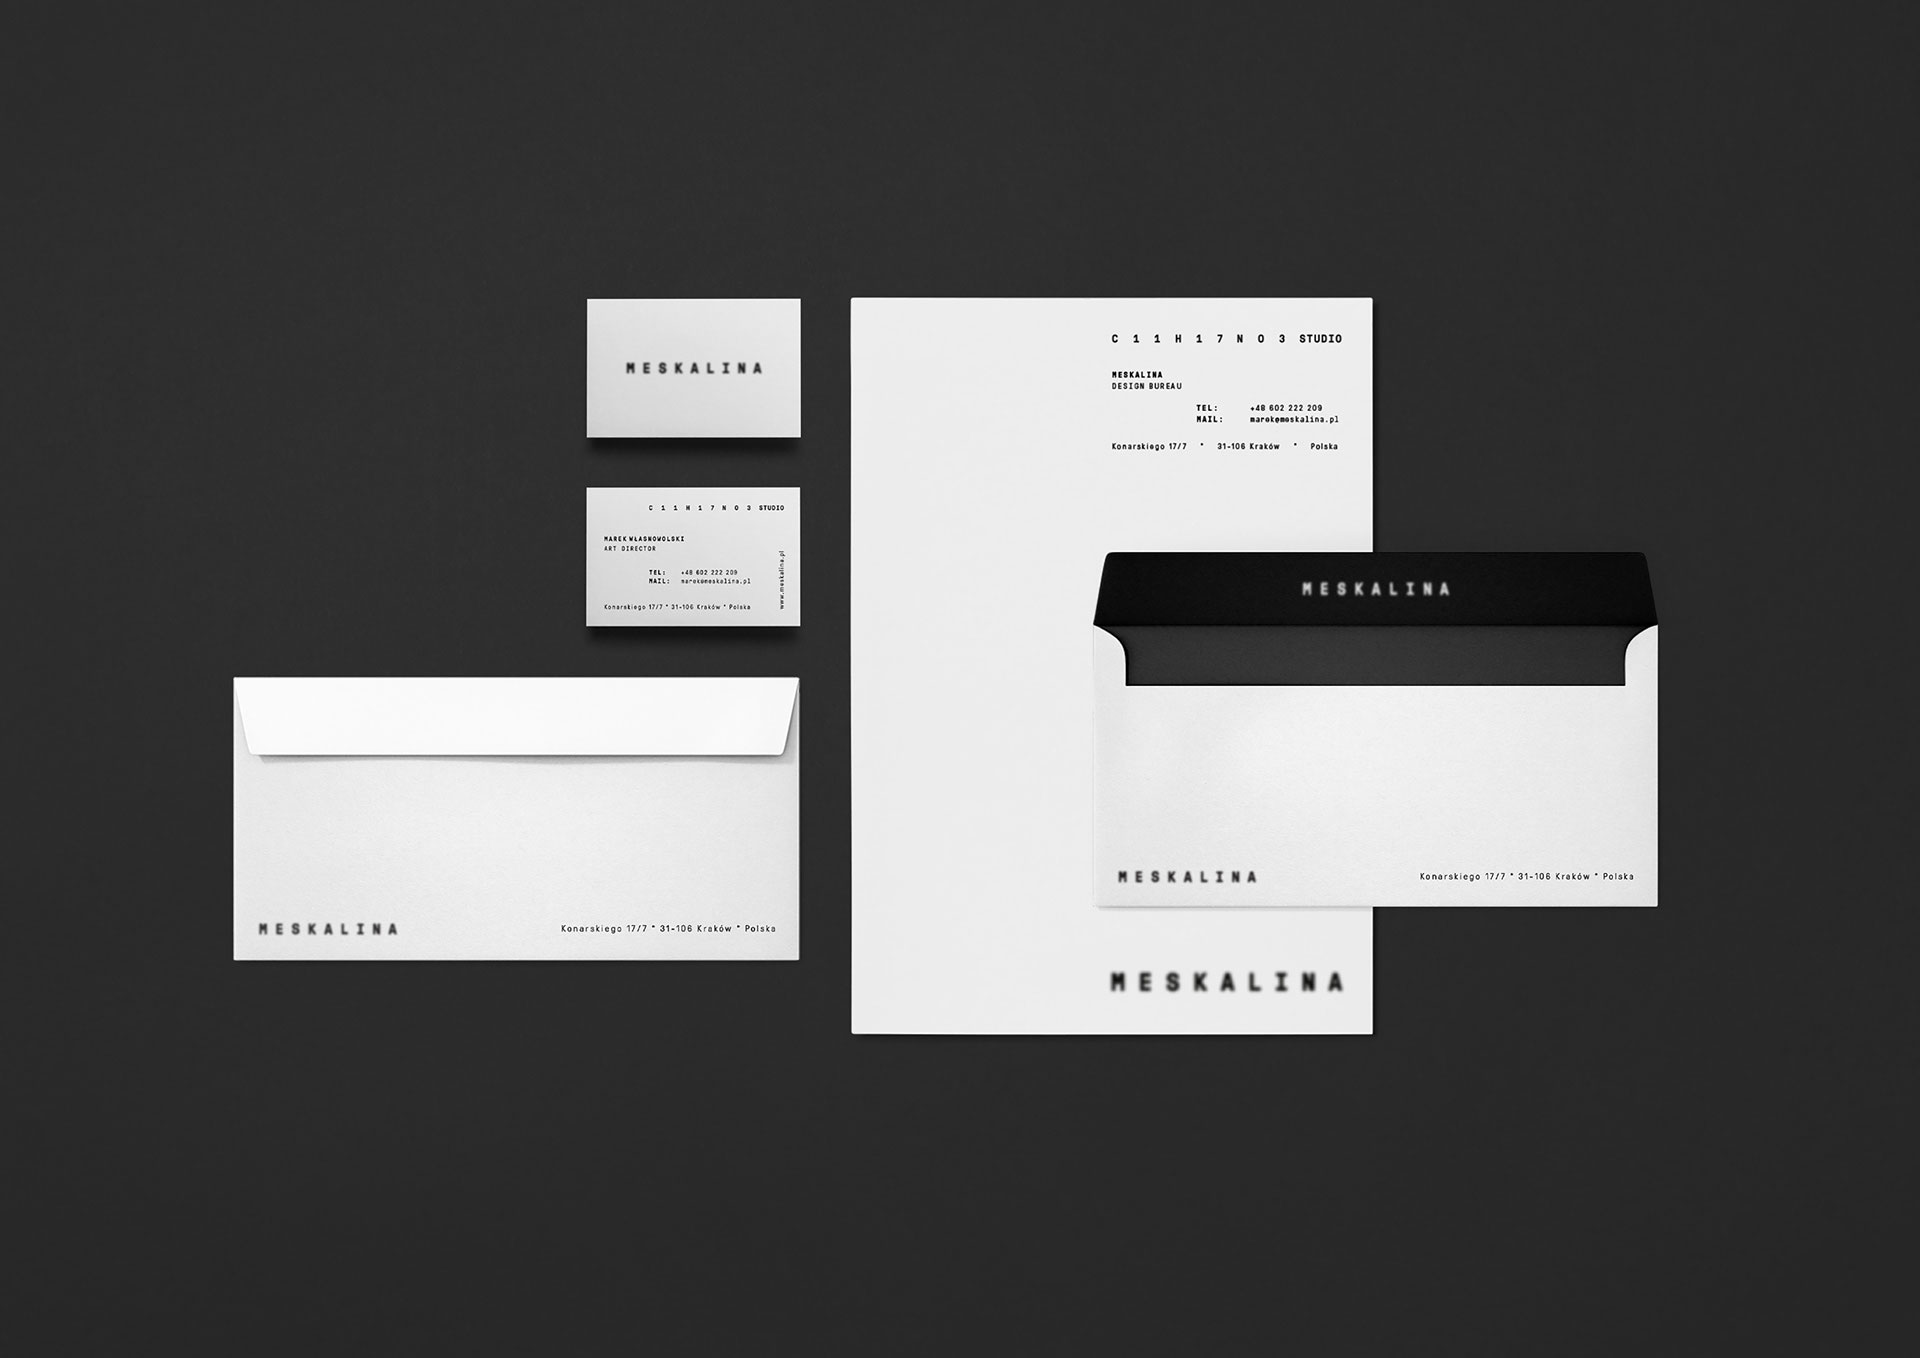 MESKALINA
C 1 1 H 1 7 N O 3 STUDIO
MAREK WŁASNOWOLSKI
ART DIRECTOR
TEL: +48 602 222 209
MAIL: marek@meskalina.pl
Konarskiego 17/7 * 31-106 Kraków * Polska
www.meskalina.pl
MESKALINA
Konarskiego 17/7 * 31-106 Kraków * Polska
C 1 1 H 1 7 N O 3 STUDIO
MESKALINA
DESIGN BUREAU
TEL: +48 602 222 209
MAIL: marek@meskalina.pl
Konarskiego 17/7 * 31-106 Kraków * Polska
MESKALINA
MESKALINA
MESKALINA
Konarskiego 17/7 * 31-106 Kraków * Polska